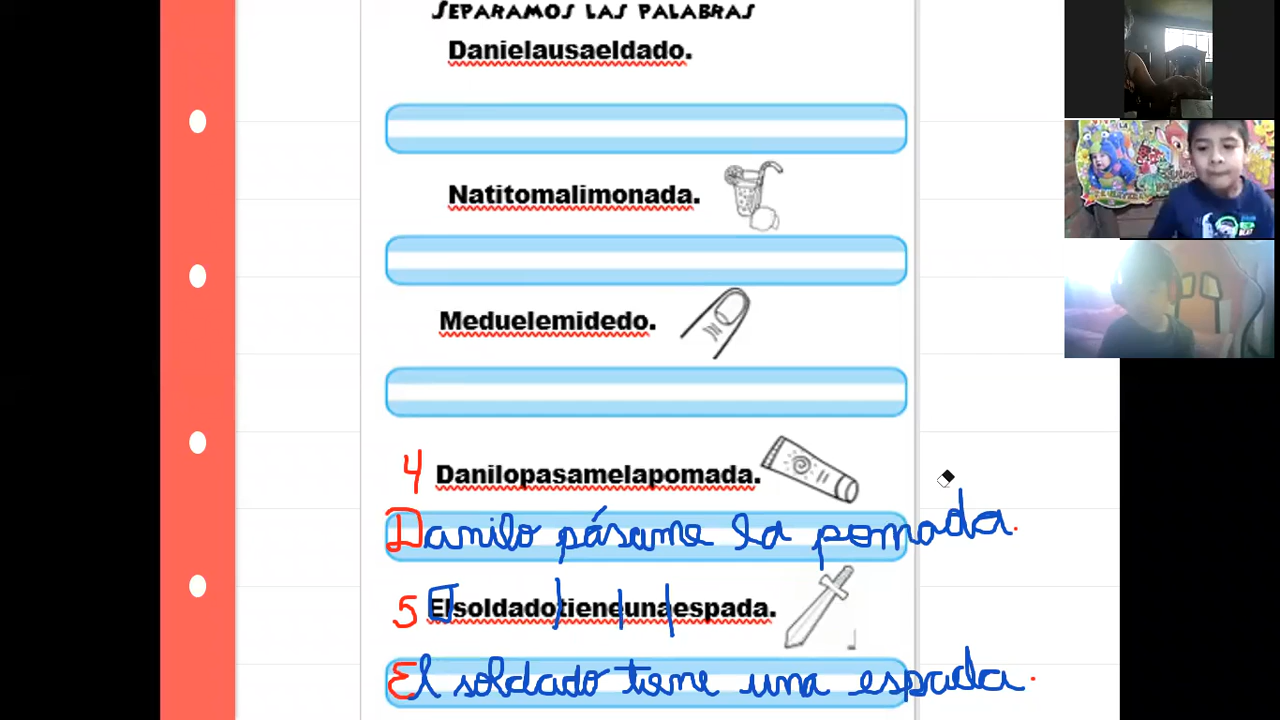 SEPARAMOS LAS PALABRAS
Danielausaeldado.
Natitomalimonada.
Meduelemidedo.
4 Danilopasamelapomada.
Danilo pásame la pomada.
5 Elsoldadotieneunaespada.
El soldado tiene una espada.